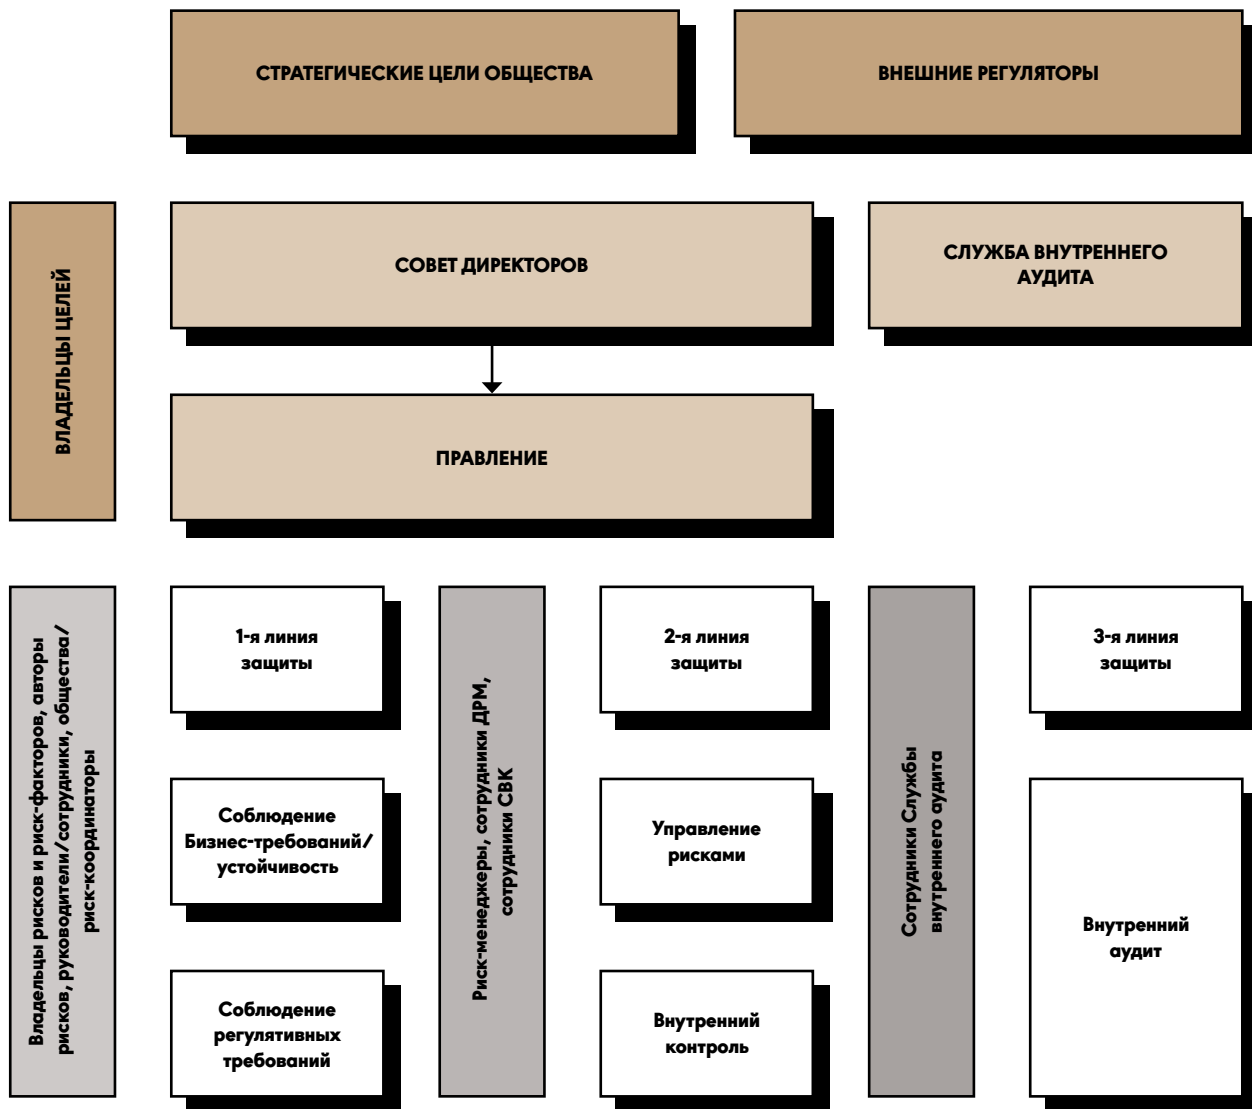 СТРАТЕГИЧЕСКИЕ ЦЕЛИ ОБЩЕСТВА
ВНЕШНИЕ РЕГУЛЯТОРЫ
ВЛАДЕЛЬЦЫ ЦЕЛЕЙ
СОВЕТ ДИРЕКТОРОВ
СЛУЖБА ВНУТРЕННЕГО
АУДИТА
ПРАВЛЕНИЕ
Владельцы рисков и риск-факторов, авторы
рисков, руководители/сотрудники, общества/
риск-координаторы
1-я линия
защиты
Соблюдение
Бизнес-требований/
устойчивость
Соблюдение
регулятивных
требований
Риск-менеджеры, сотрудники ДРМ,
сотрудники СВК
2-я линия
защиты
Управление
рисками
Внутренний
контроль
Сотрудники Службы
внутреннего аудита
3-я линия
защиты
Внутренний
аудит